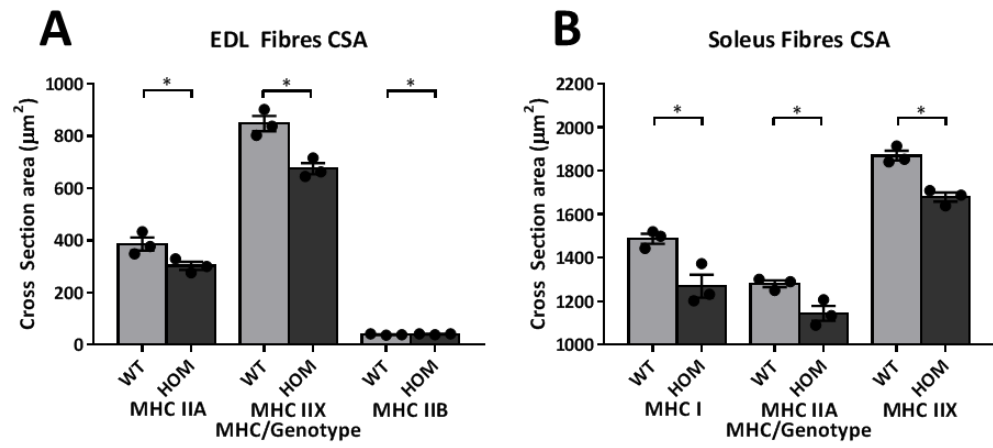 A
EDL Fibres CSA
Cross Section area (μm²)
1000
800
600
400
200
0
*
*
*
WT
HOM
WT
HOM
WT
HOM
MHC IIA
MHC IIX
MHC IIB
MHC/Genotype
B
Soleus Fibres CSA
Cross Section area (μm²)
2200
2000
1800
1600
1400
1200
1000
*
*
*
WT
HOM
WT
HOM
WT
HOM
MHC I
MHC IIA
MHC IIX
MHC/Genotype